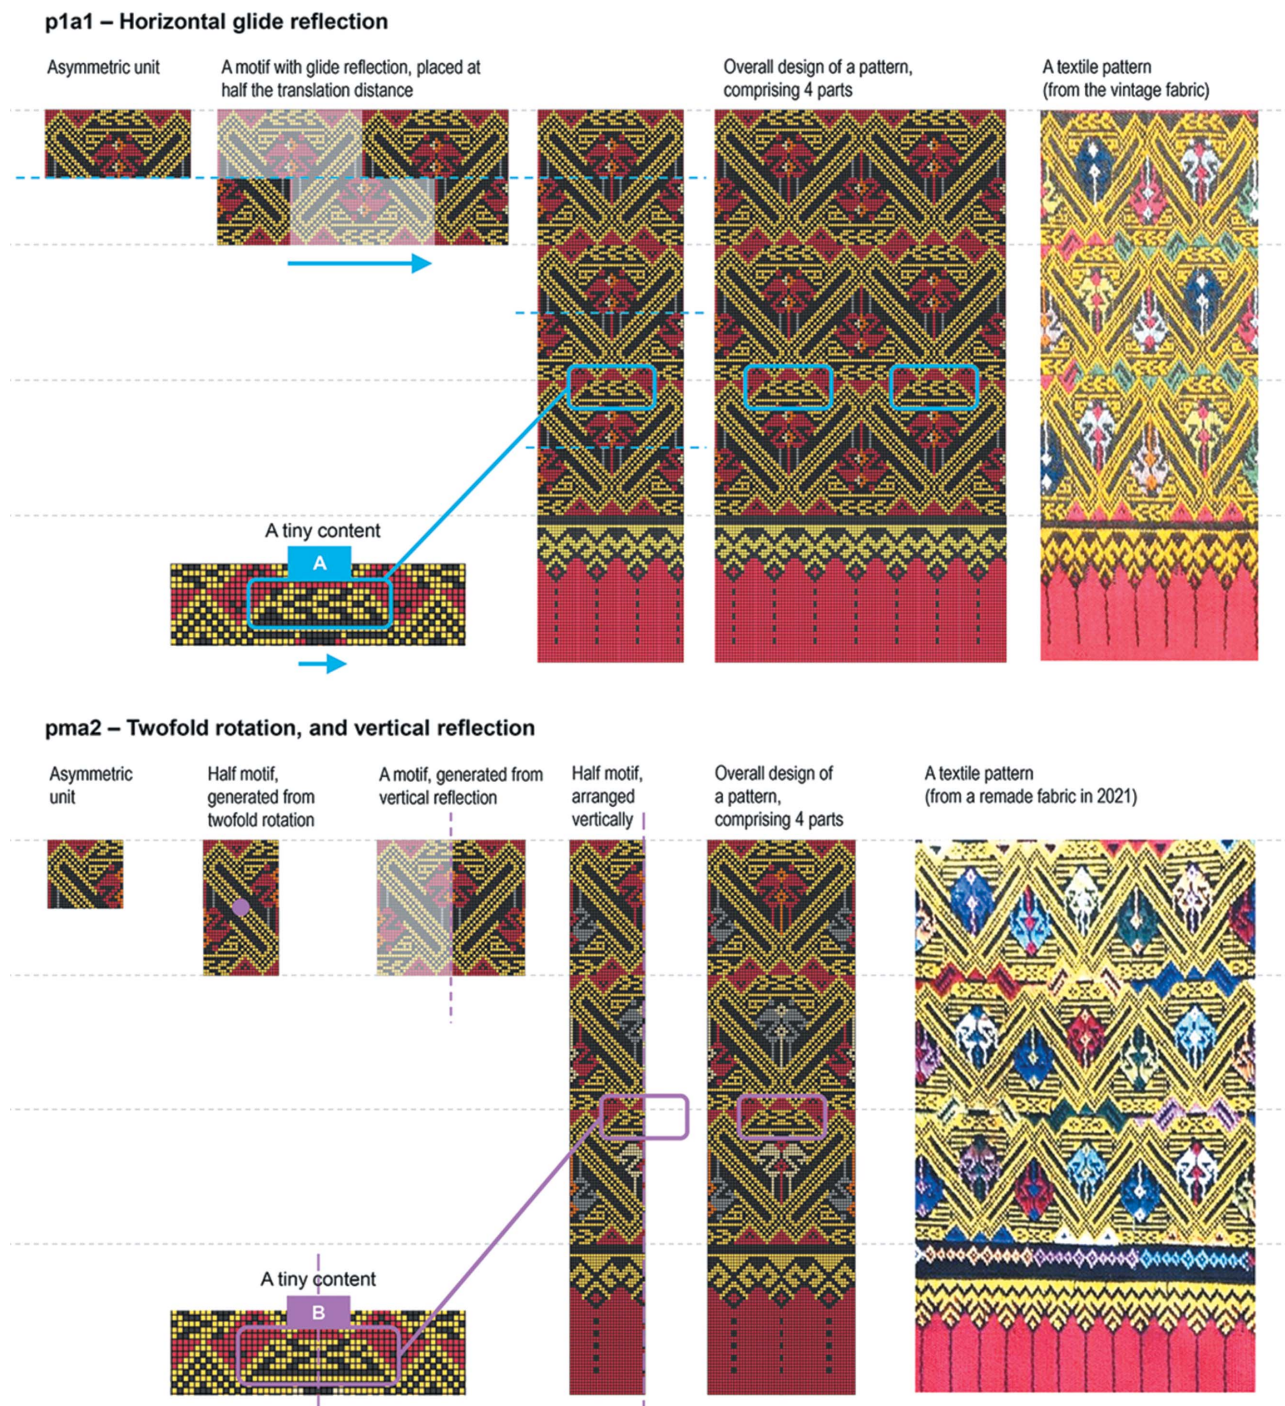 p1a1 – Horizontal glide reflection
Asymmetric unit
A motif with glide reflection, placed at
half the translation distance
Overall design of a pattern,
comprising 4 parts
A textile pattern
(from the vintage fabric)
A tiny content
A
pma2 – Twofold rotation, and vertical reflection
Asymmetric
unit
Half motif,
generated from
twofold rotation
A motif, generated from
vertical reflection
Half motif,
arranged
vertically
Overall design of
a pattern,
comprising 4 parts
A textile pattern
(from a remade fabric in 2021)
A tiny content
B